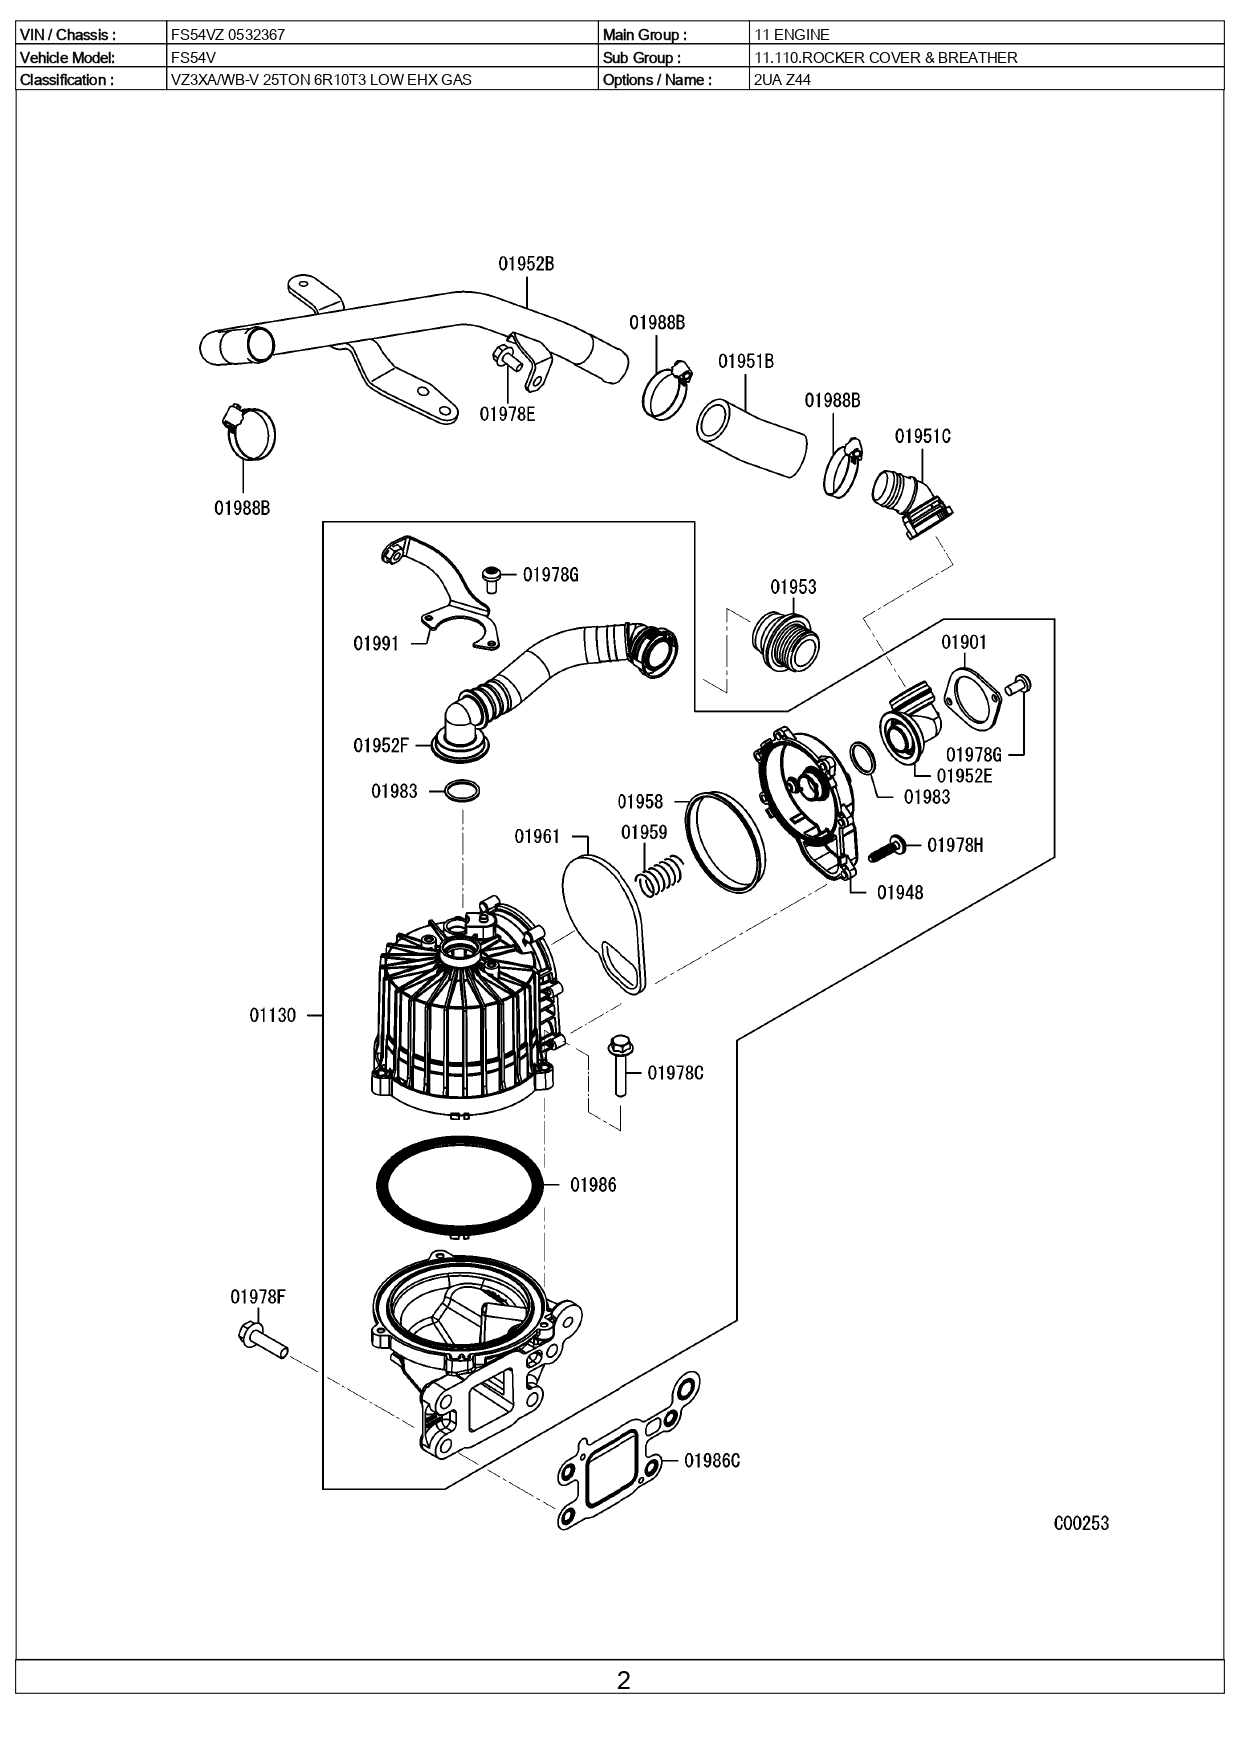 VIN / Chassis : FS54VZ 0532367 Main Group : 11 ENGINE
Vehicle Model: FS54V Sub Group : 11.110.ROCKER COVER & BREATHER
Classification : VZ3XA/WB-V 25TON 6R10T3 LOW EHX GAS Options / Name : 2UA Z44
01952B
01988B
01951B
01988B
01978E
01951C
01988B
01978G
01953
01991
01901
01952F
01978G
01952E
01983
01983
01958
01959
01961
01978H
01948
01130
01978C
01986
01978F
01986C
C00253
2